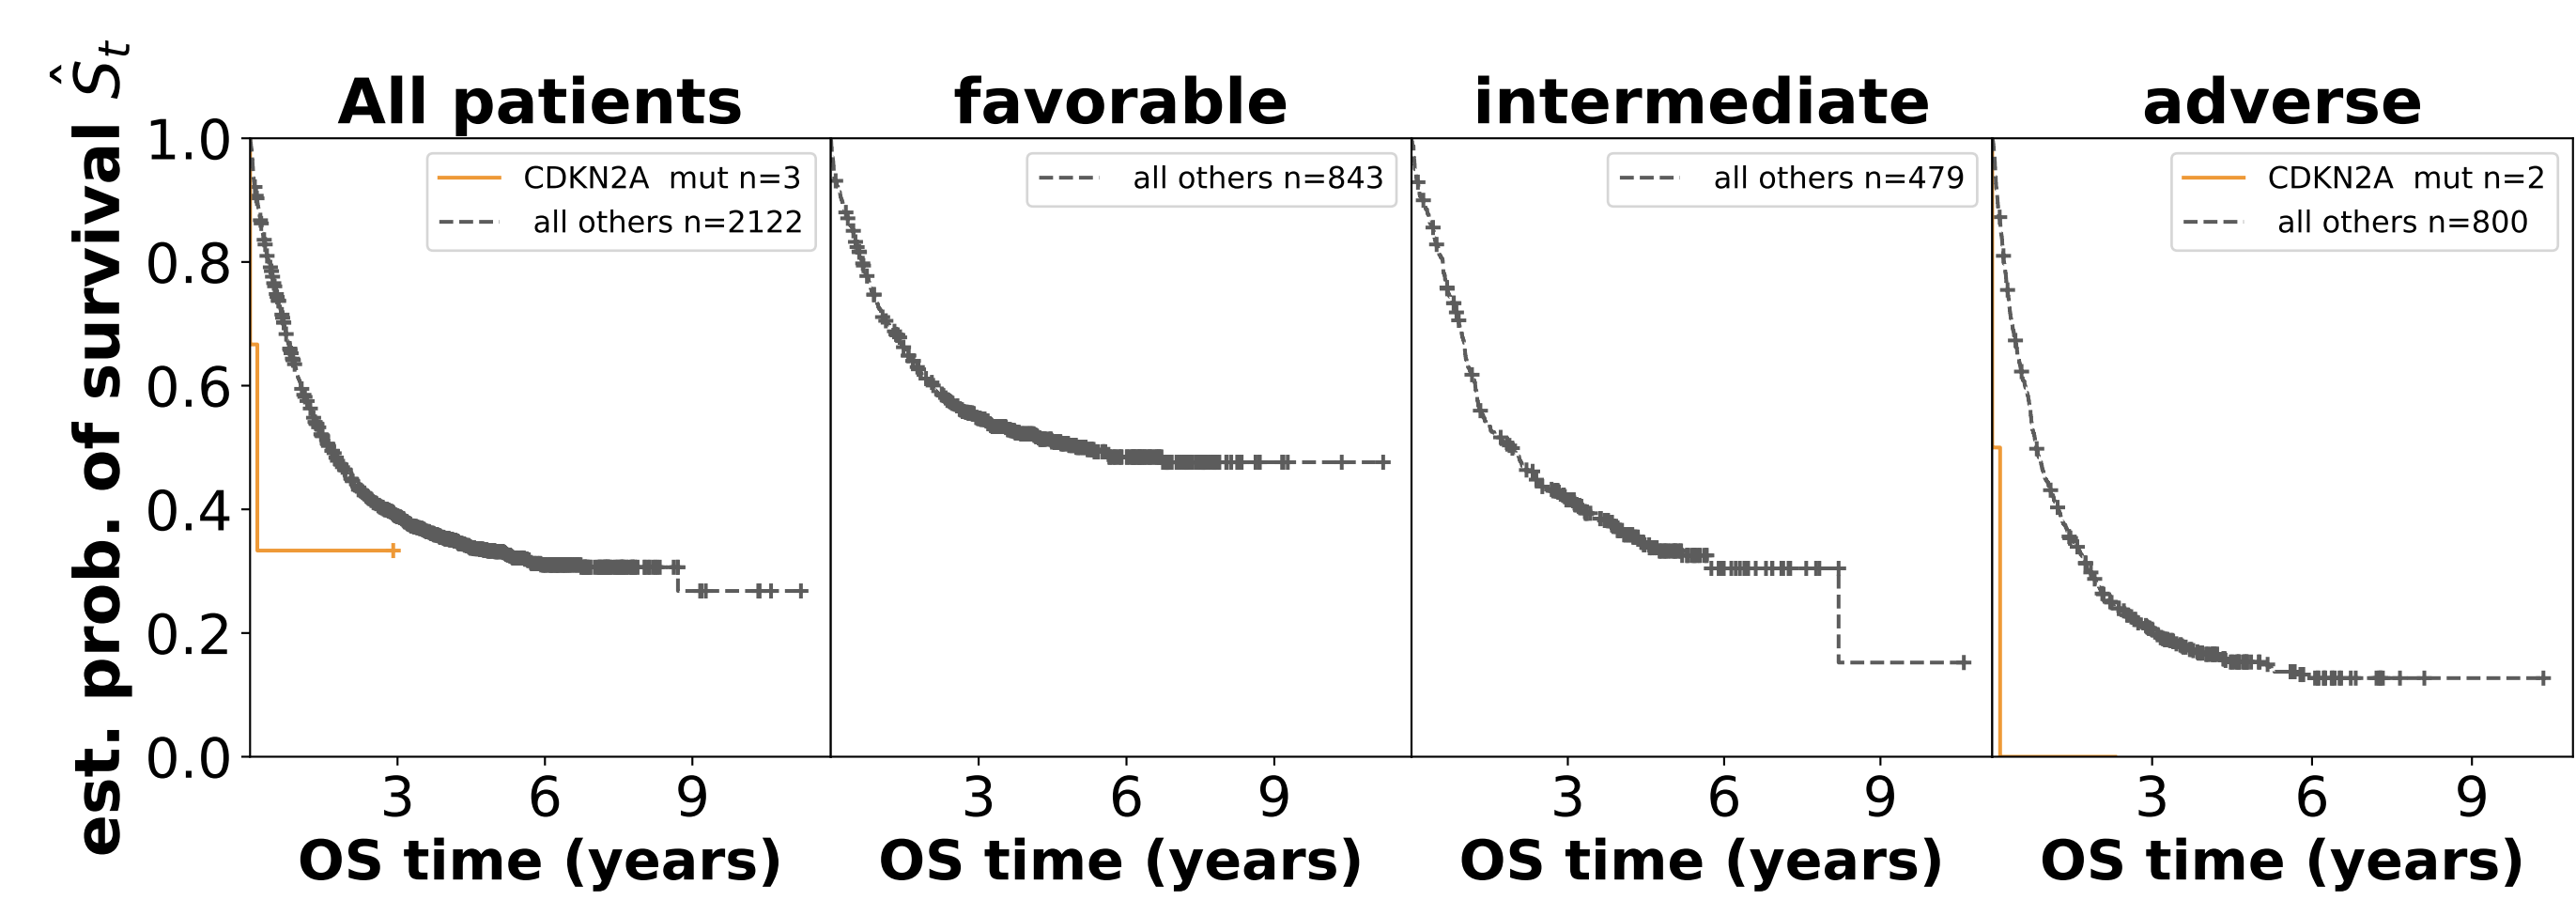 All patients
favorable
intermediate
adverse
est. prob. of survival Ŝt
1.0
0.8
0.6
0.4
0.2
0.0
CDKN2A  mut n=3
all others n=2122
all others n=843
all others n=479
CDKN2A  mut n=2
all others n=800
3 6 9
3 6 9
3 6 9
3 6 9
OS time (years)
OS time (years)
OS time (years)
OS time (years)